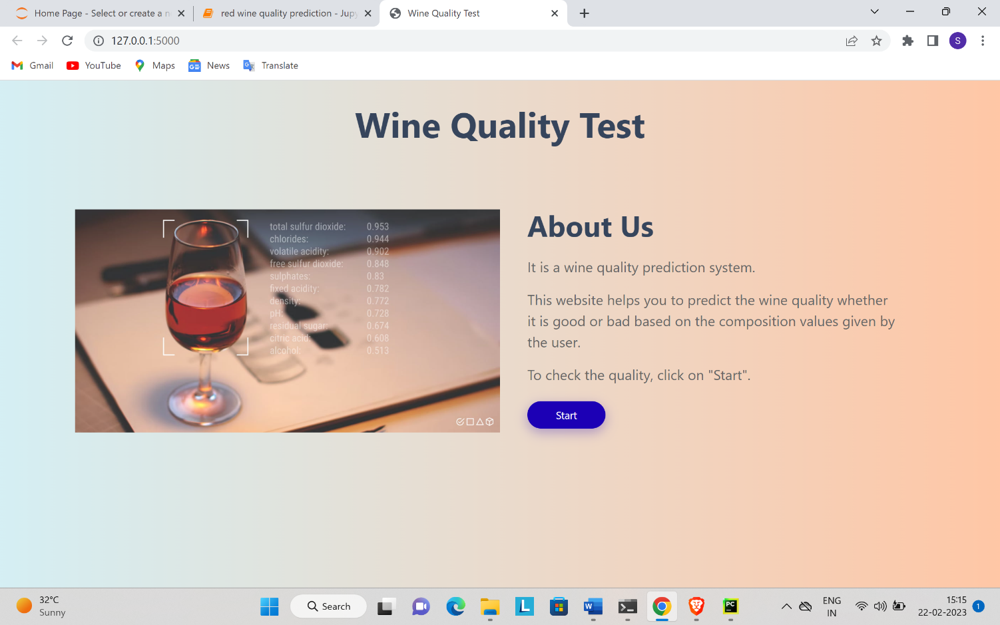 Home Page - Select or create a n
red wine quality prediction - Jupy
Wine Quality Test
127.0.0.1:5000
S
Gmail
YouTube
Maps
News
Translate
Wine Quality Test
total sulfur dioxide: 0.953
chlorides: 0.944
volatile acidity: 0.902
free sulfur dioxide: 0.848
sulphates: 0.83
fixed acidity: 0.782
density: 0.772
pH: 0.728
residual sugar: 0.674
citric acid: 0.608
alcohol: 0.513
About Us
It is a wine quality prediction system.
This website helps you to predict the wine quality whether
it is good or bad based on the composition values given by
the user.
To check the quality, click on "Start".
Start
32°C
Sunny
Search
L
W
PC
ENG
IN
15:15
22-02-2023
1